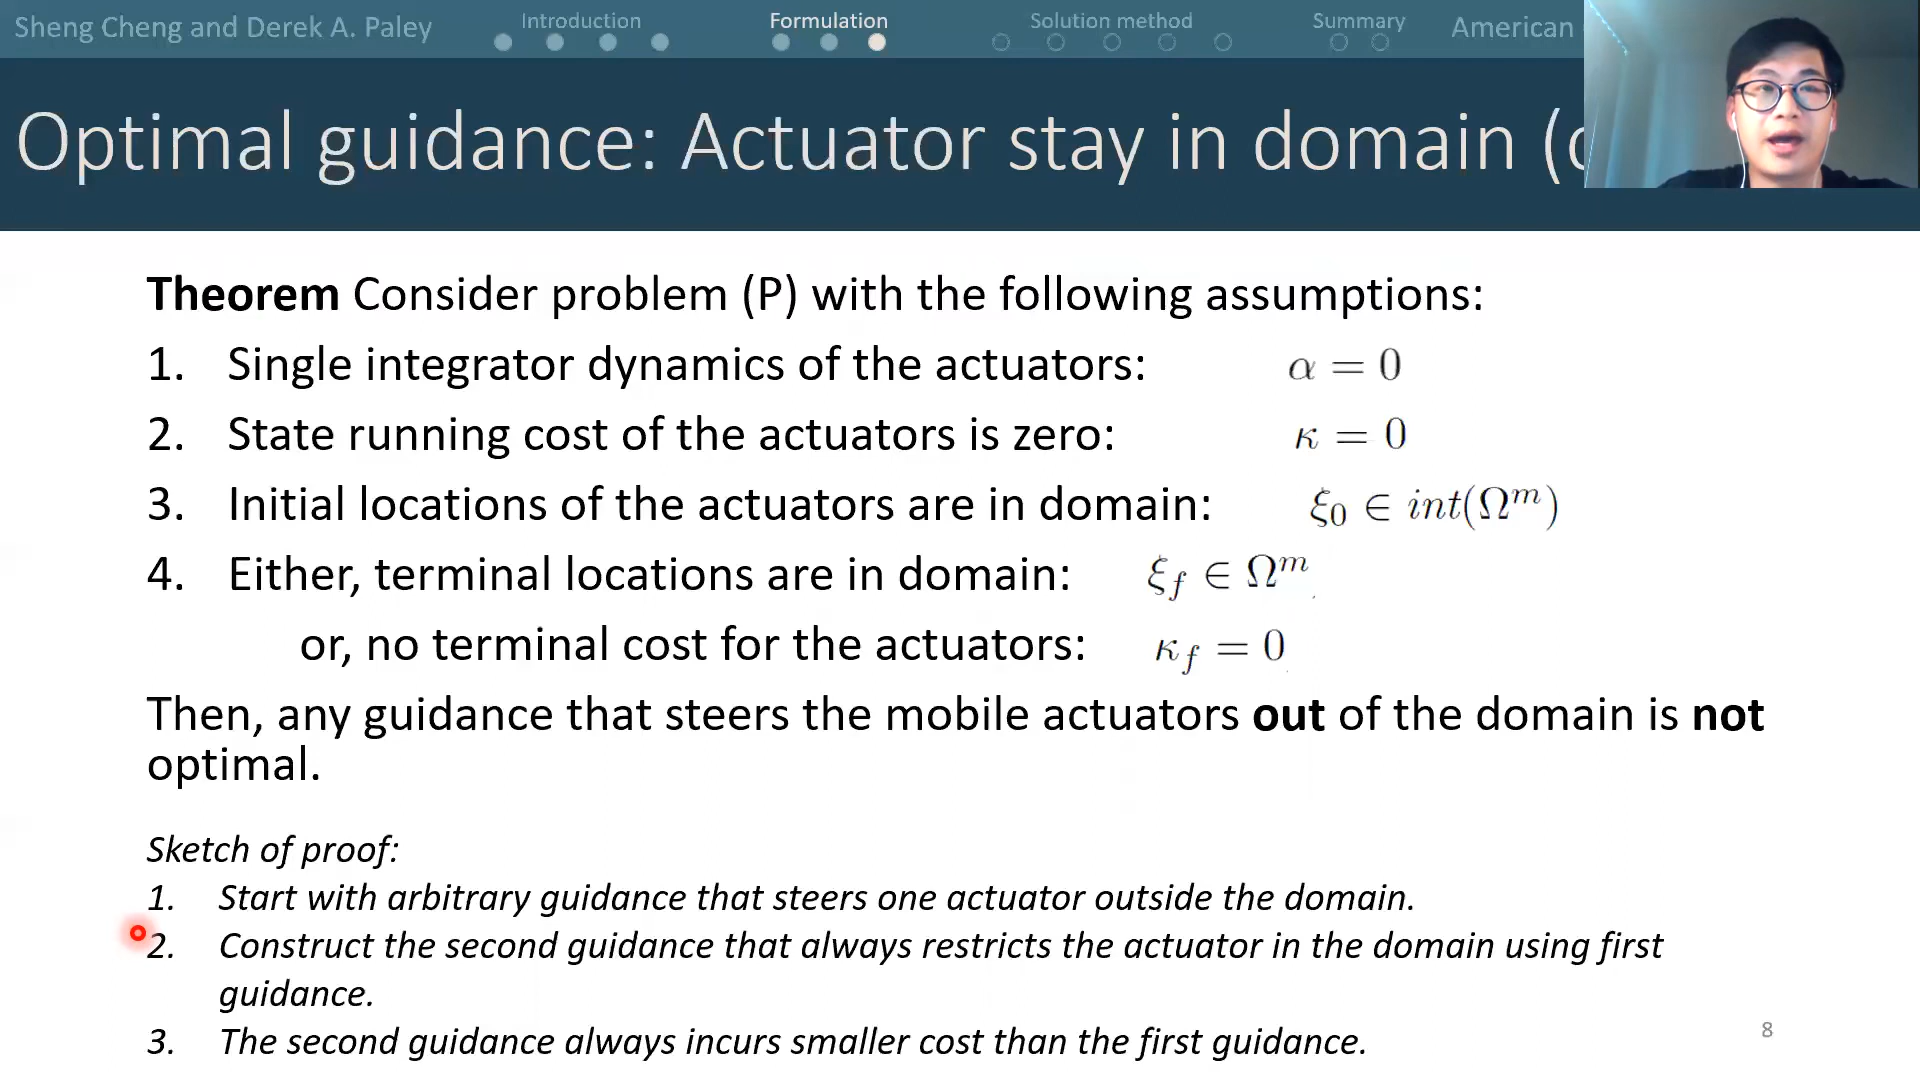 Sheng Cheng and Derek A. Paley
Introduction
Formulation
Solution method
Summary
American
Optimal guidance: Actuator stay in domain (
Theorem Consider problem (P) with the following assumptions:
1. Single integrator dynamics of the actuators: α = 0
2. State running cost of the actuators is zero: κ = 0
3. Initial locations of the actuators are in domain: ξ₀ ∈ int(Ωᵐ)
4. Either, terminal locations are in domain: ξ_f ∈ Ωᵐ
or, no terminal cost for the actuators: κ_f = 0
Then, any guidance that steers the mobile actuators out of the domain is not
optimal.
Sketch of proof:
1. Start with arbitrary guidance that steers one actuator outside the domain.
2. Construct the second guidance that always restricts the actuator in the domain using first
guidance.
3. The second guidance always incurs smaller cost than the first guidance.
8